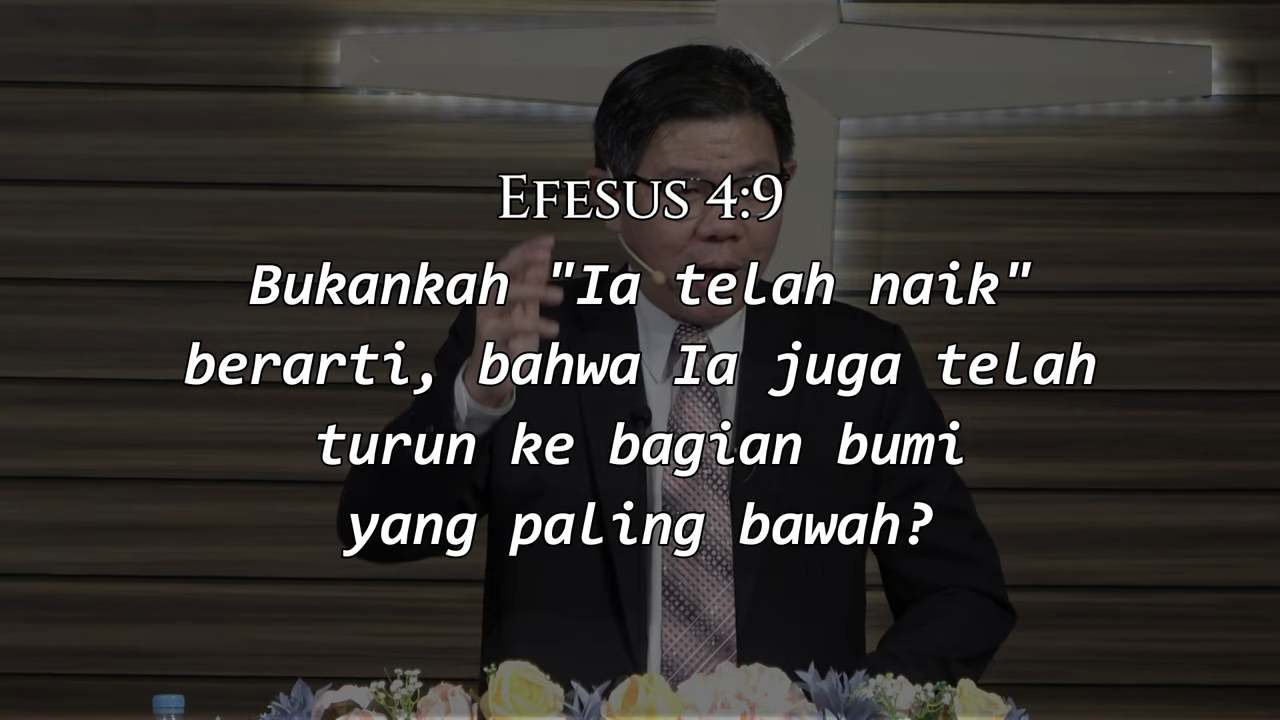 Efesus 4:9
Bukankah "Ia telah naik"
berarti, bahwa Ia juga telah
turun ke bagian bumi
yang paling bawah?